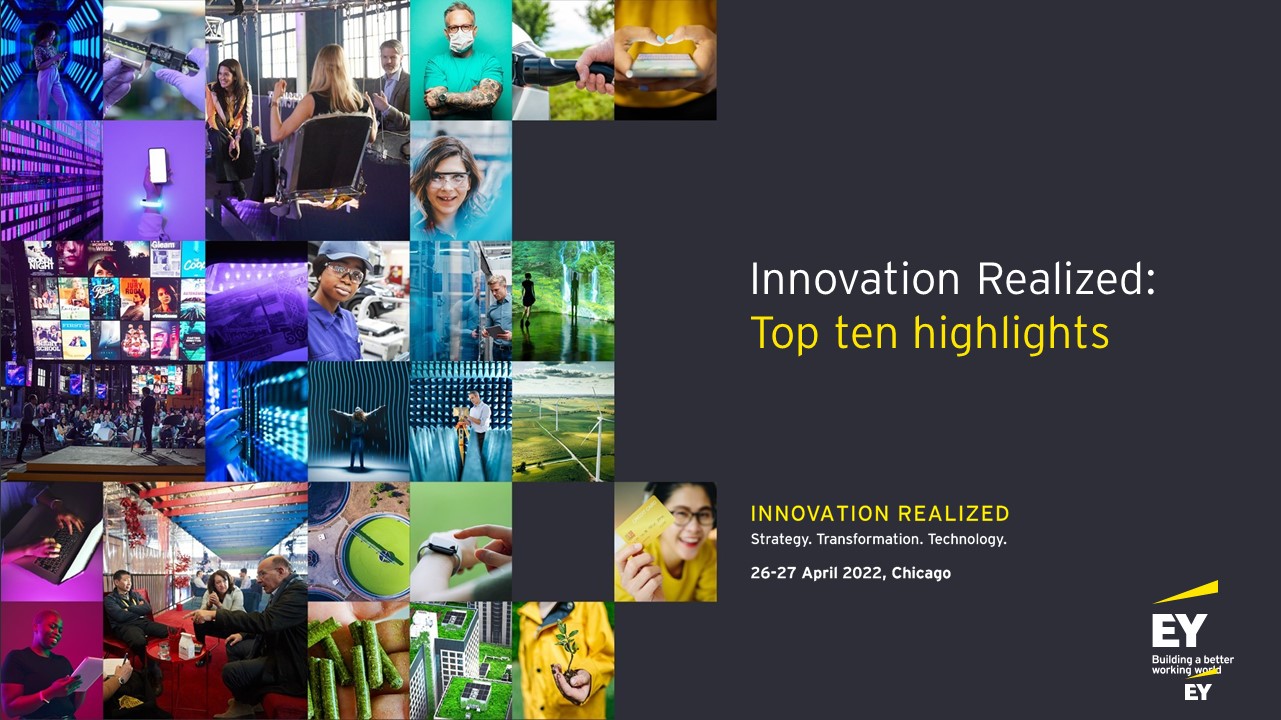 Innovation Realized:
Top ten highlights
INNOVATION REALIZED
Strategy. Transformation. Technology.
26-27 April 2022, Chicago
EY
Building a better
working world
EY
Gleam